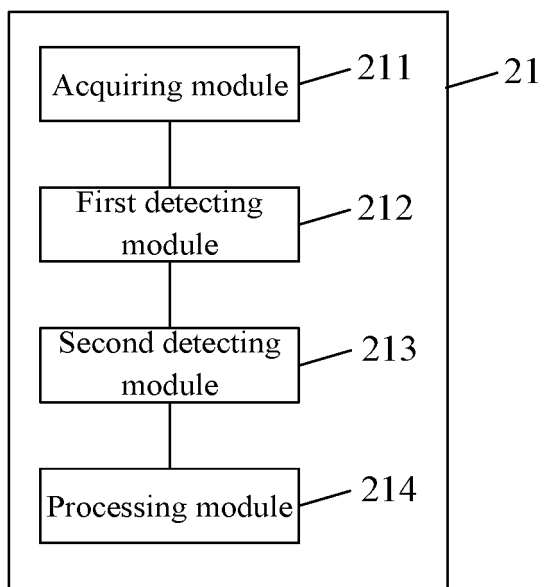 Acquiring module
211
21
First detecting
module
212
Second detecting
module
213
Processing module
214